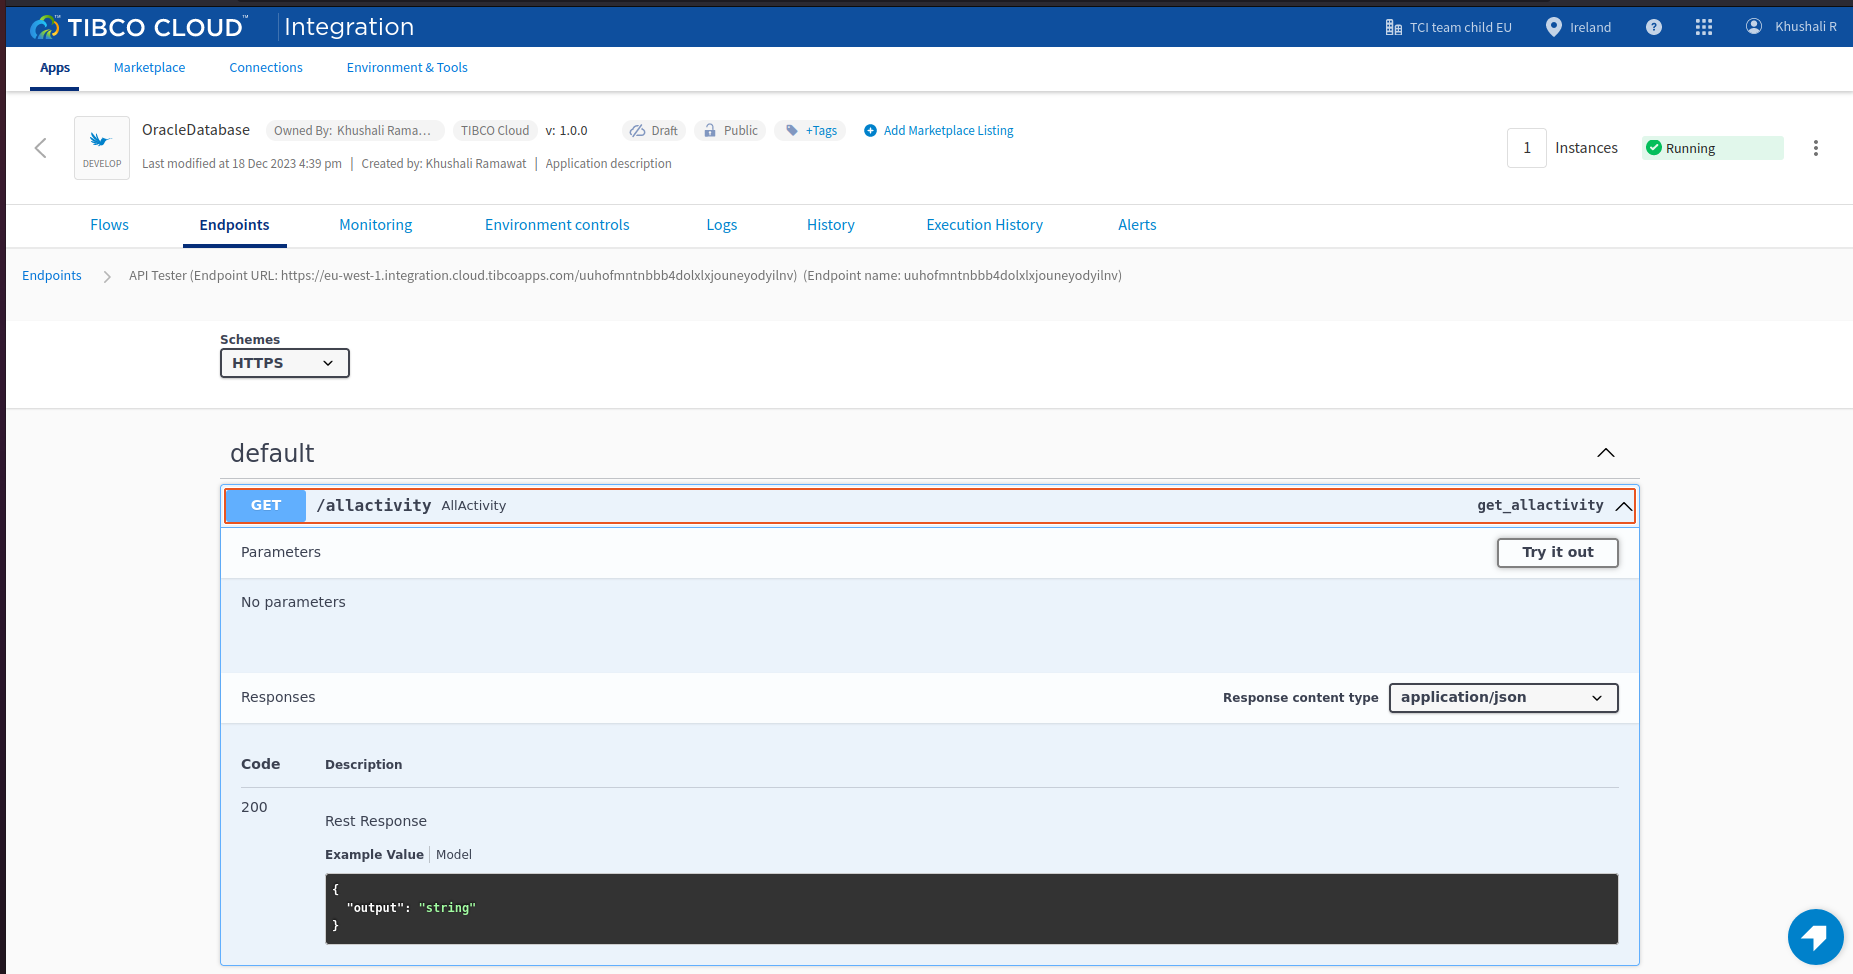 TIBCO CLOUD™ Integration TCI team child EU Ireland ? Khushali R
Apps Marketplace Connections Environment & Tools
OracleDatabase Owned By: Khushali Rama... TIBCO Cloud v: 1.0.0 Draft Public +Tags Add Marketplace Listing
DEVELOP
Last modified at 18 Dec 2023 4:39 pm | Created by: Khushali Ramawat | Application description
1 Instances Running
Flows Endpoints Monitoring Environment controls Logs History Execution History Alerts
Endpoints > API Tester (Endpoint URL: https://eu-west-1.integration.cloud.tibcoapps.com/uuhofmntnbbb4dolxlxjouneyodyilnv) (Endpoint name: uuhofmntnbbb4dolxlxjouneyodyilnv)
Schemes
HTTPS
default
GET /allactivity AllActivity get_allactivity
Parameters Try it out
No parameters
Responses Response content type application/json
Code Description
200
Rest Response
Example Value | Model
{
"output": "string"
}